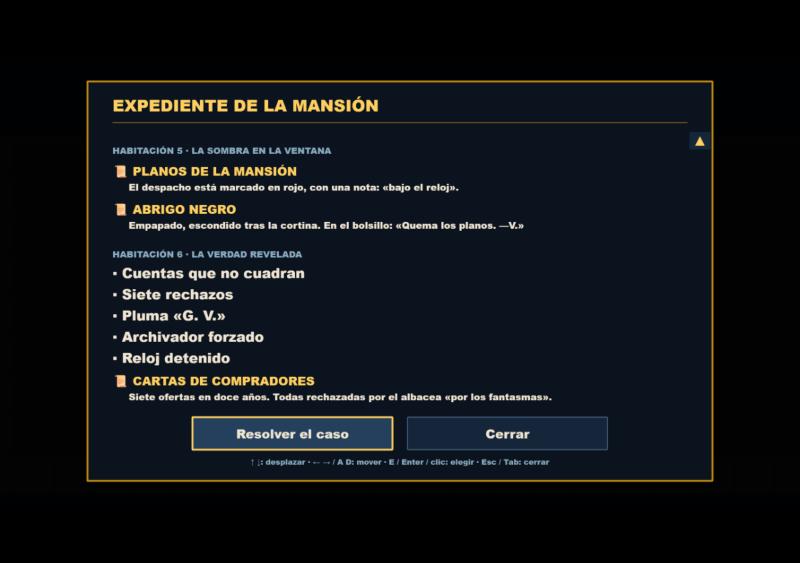 EXPEDIENTE DE LA MANSIÓN
HABITACIÓN 5 · LA SOMBRA EN LA VENTANA
PLANOS DE LA MANSIÓN
El despacho está marcado en rojo, con una nota: «bajo el reloj».
ABRIGO NEGRO
Empapado, escondido tras la cortina. En el bolsillo: «Quema los planos. —V.»
HABITACIÓN 6 · LA VERDAD REVELADA
· Cuentas que no cuadran
· Siete rechazos
· Pluma «G. V.»
· Archivador forzado
· Reloj detenido
CARTAS DE COMPRADORES
Siete ofertas en doce años. Todas rechazadas por el albacea «por los fantasmas».
Resolver el caso
Cerrar
↑ ↓: desplazar · ← → / A D: mover · E / Enter / clic: elegir · Esc / Tab: cerrar